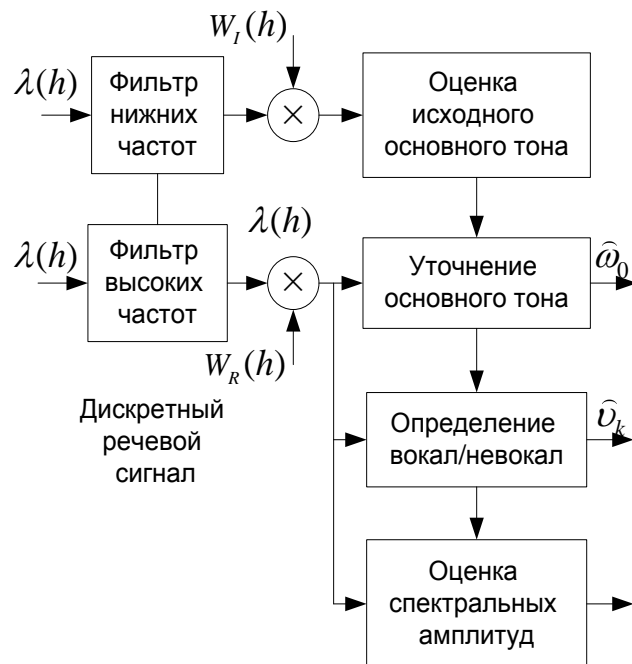 W_I(h)
λ(h)
Фильтр
нижних
частот
×
Оценка
исходного
основного тона
λ(h)
Фильтр
высоких
частот
λ(h)
×
W_R(h)
Уточнение
основного тона
ω̂₀
Дискретный
речевой
сигнал
Определение
вокал/невокал
υ̂_k
Оценка
спектральных
амплитуд